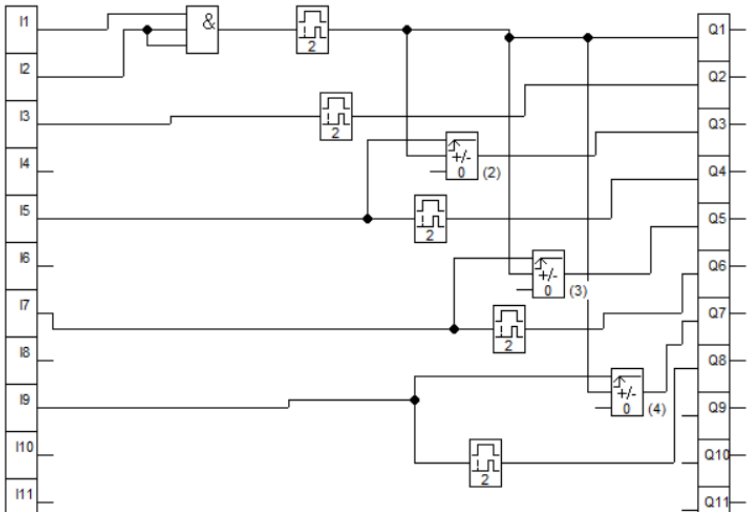 I1
&
2
Q1
I2
Q2
I3
2
Q3
+/-
0
(2)
I4
Q4
I5
2
Q5
I6
+/-
0
(3)
Q6
I7
2
Q7
I8
Q8
+/-
0
(4)
I9
Q9
I10
2
Q10
I11
Q11